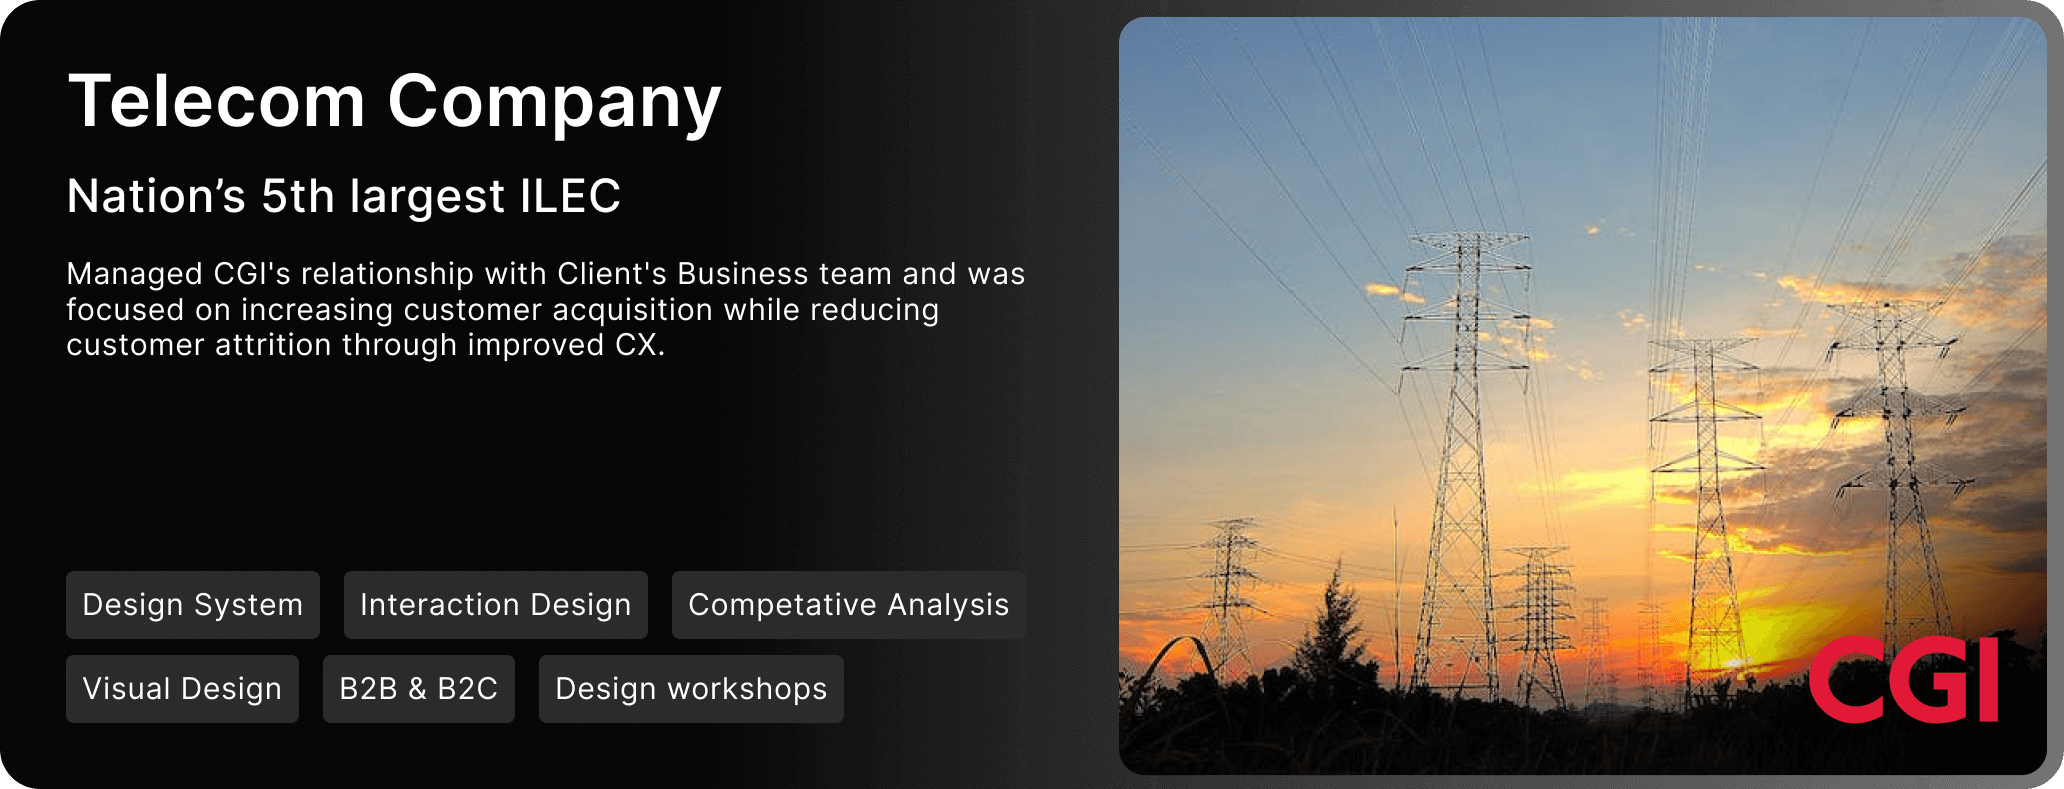 Telecom Company
Nation’s 5th largest ILEC
Managed CGI's relationship with Client's Business team and was
focused on increasing customer acquisition while reducing
customer attrition through improved CX.
Design System
Interaction Design
Competative Analysis
Visual Design
B2B & B2C
Design workshops
CGI